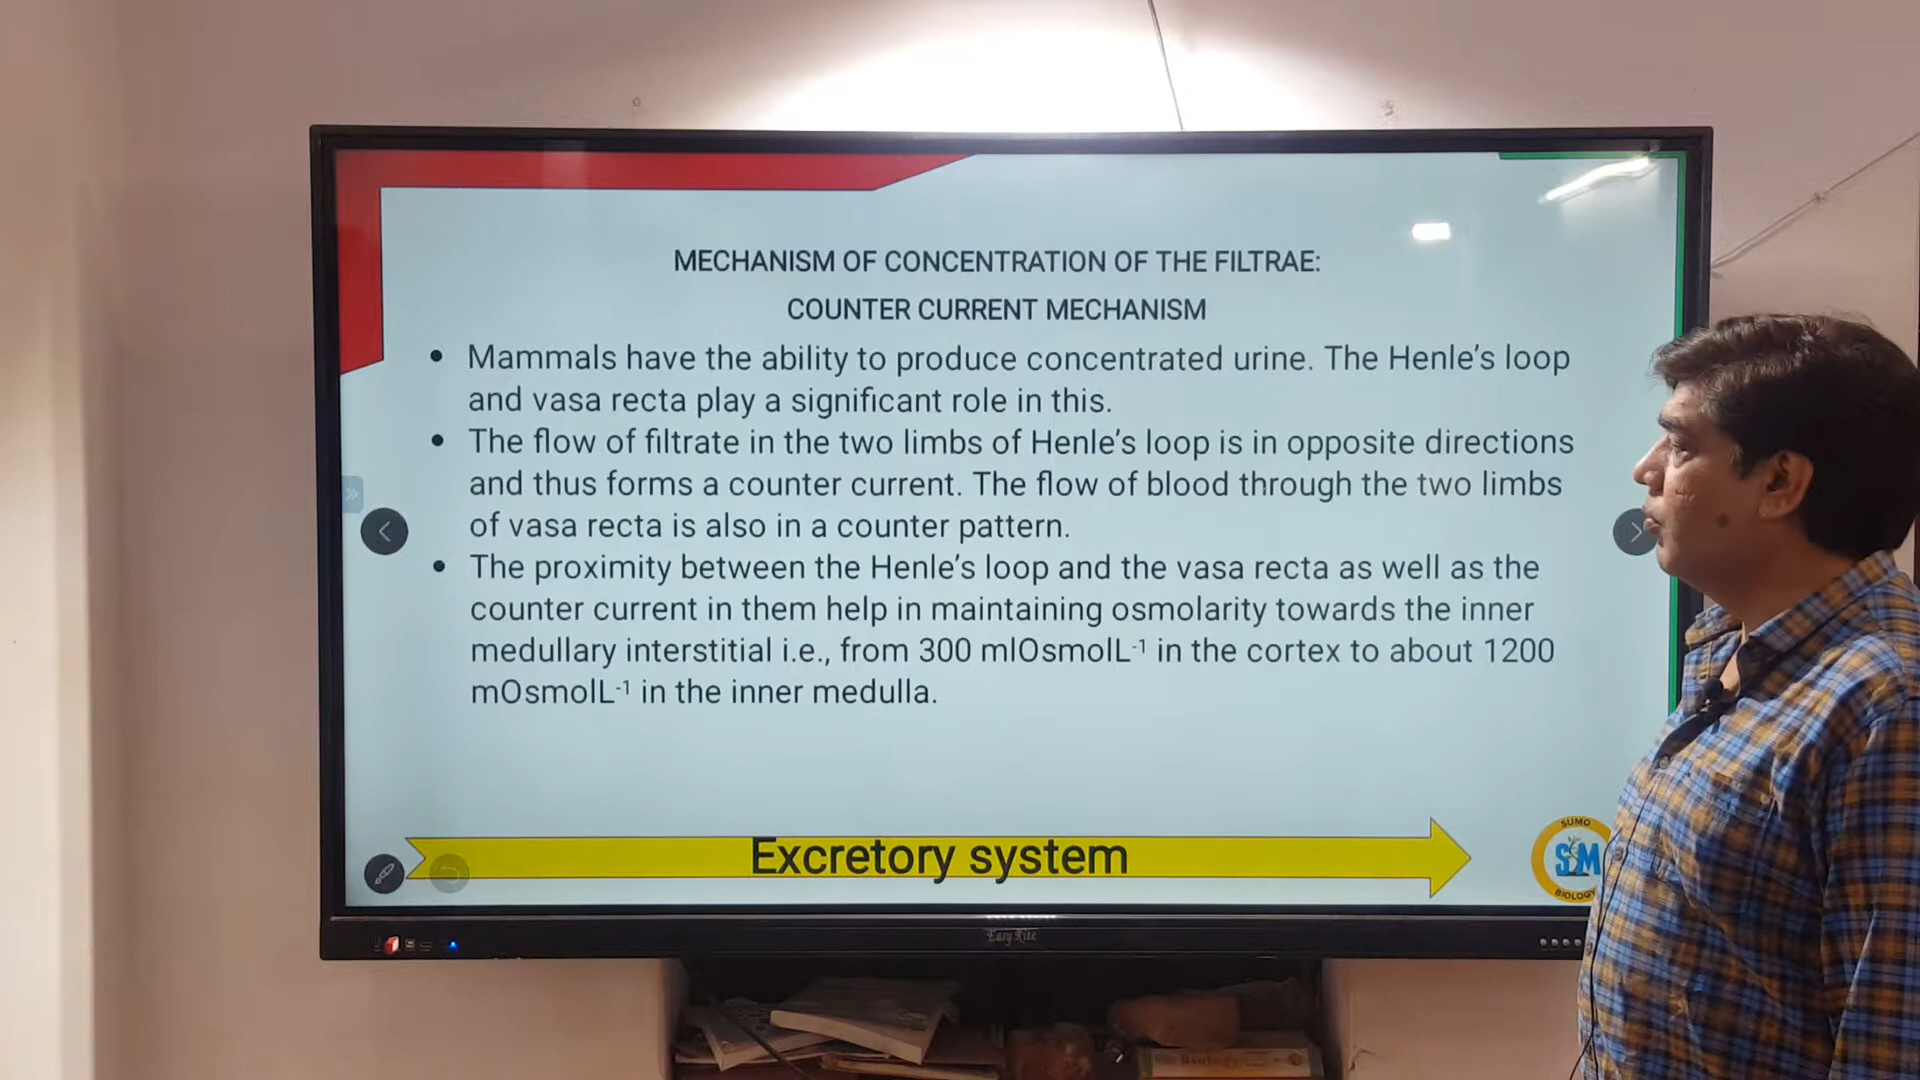 MECHANISM OF CONCENTRATION OF THE FILTRAE:
COUNTER CURRENT MECHANISM
• Mammals have the ability to produce concentrated urine. The Henle’s loop
and vasa recta play a significant role in this.
• The flow of filtrate in the two limbs of Henle’s loop is in opposite directions
and thus forms a counter current. The flow of blood through the two limbs
of vasa recta is also in a counter pattern.
• The proximity between the Henle’s loop and the vasa recta as well as the
counter current in them help in maintaining osmolarity towards the inner
medullary interstitial i.e., from 300 mlOsmolL⁻¹ in the cortex to about 1200
mOsmolL⁻¹ in the inner medulla.
Excretory system
SUMO
SM
BIOLOGY
EasyRite
Biology